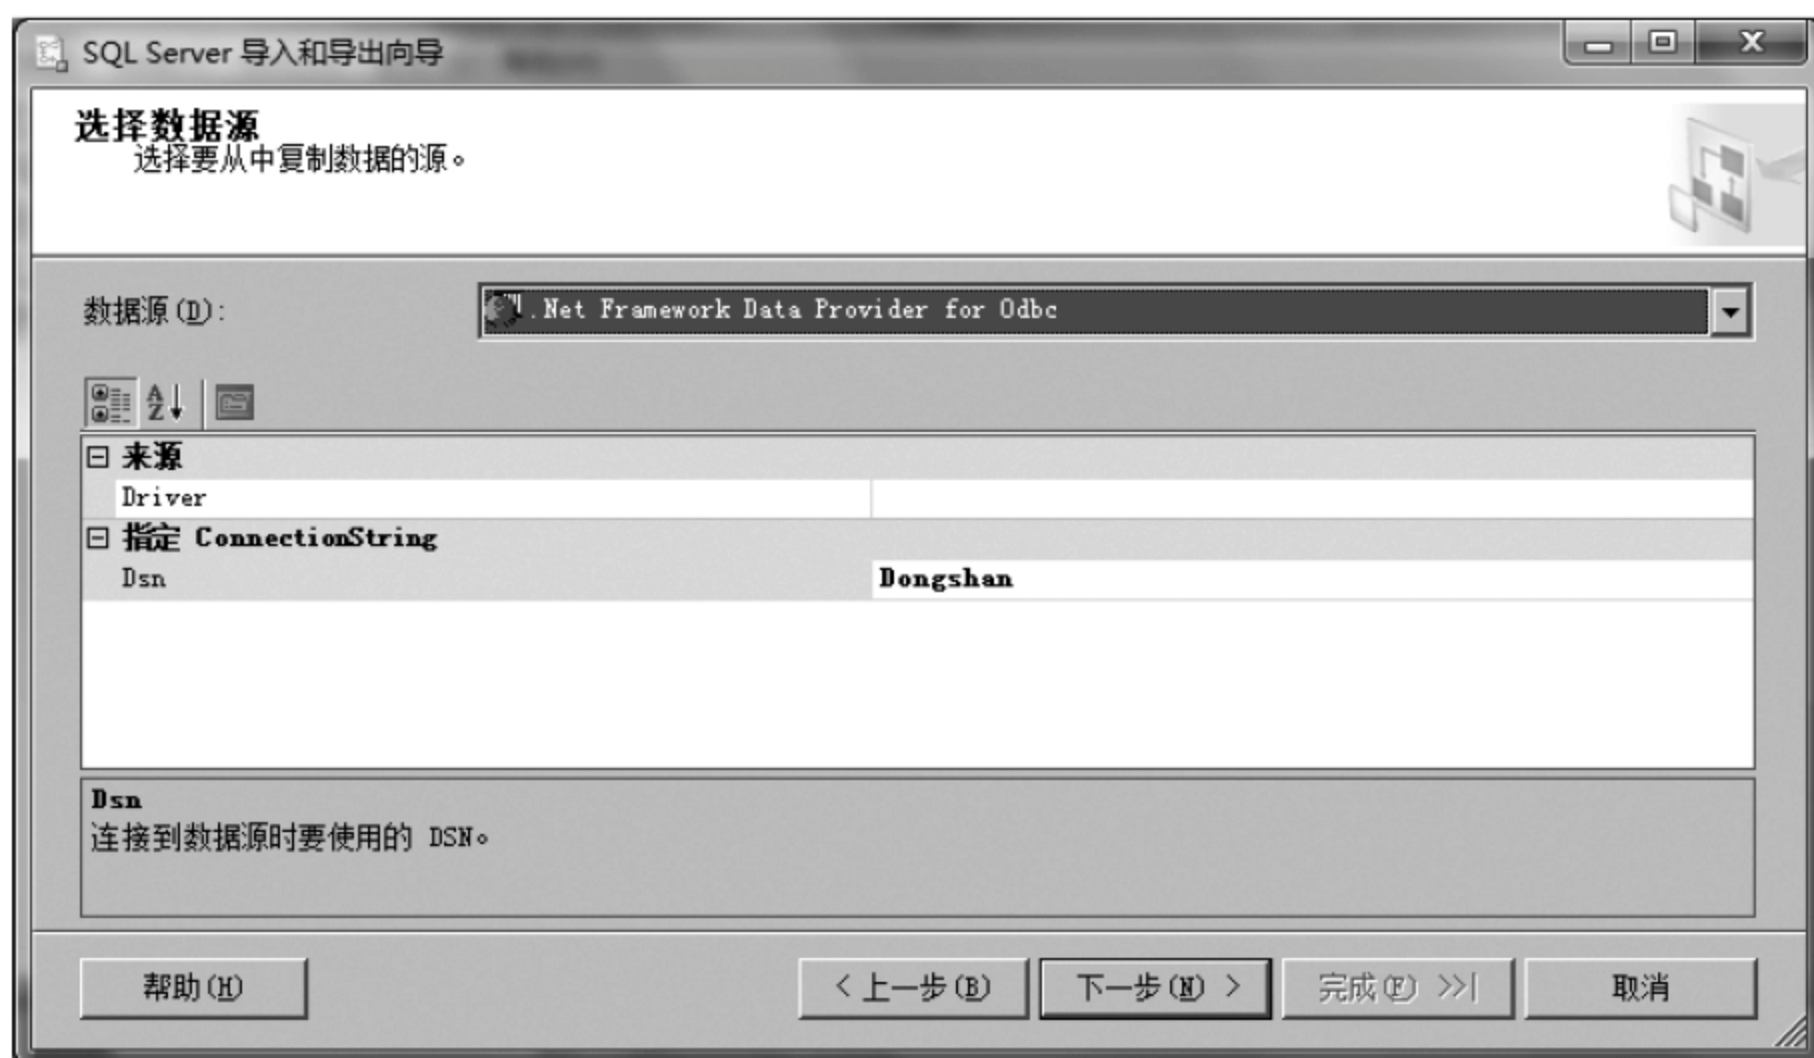 SQL Server 导入和导出向导
选择数据源
选择要从中复制数据的源。
数据源(D):
.Net Framework Data Provider for Odbc
来源
Driver
指定 ConnectionString
Dsn Dongshan
Dsn
连接到数据源时要使用的 DSN。
帮助(H)
< 上一步(B)
下一步(N) >
完成(F) >>|
取消